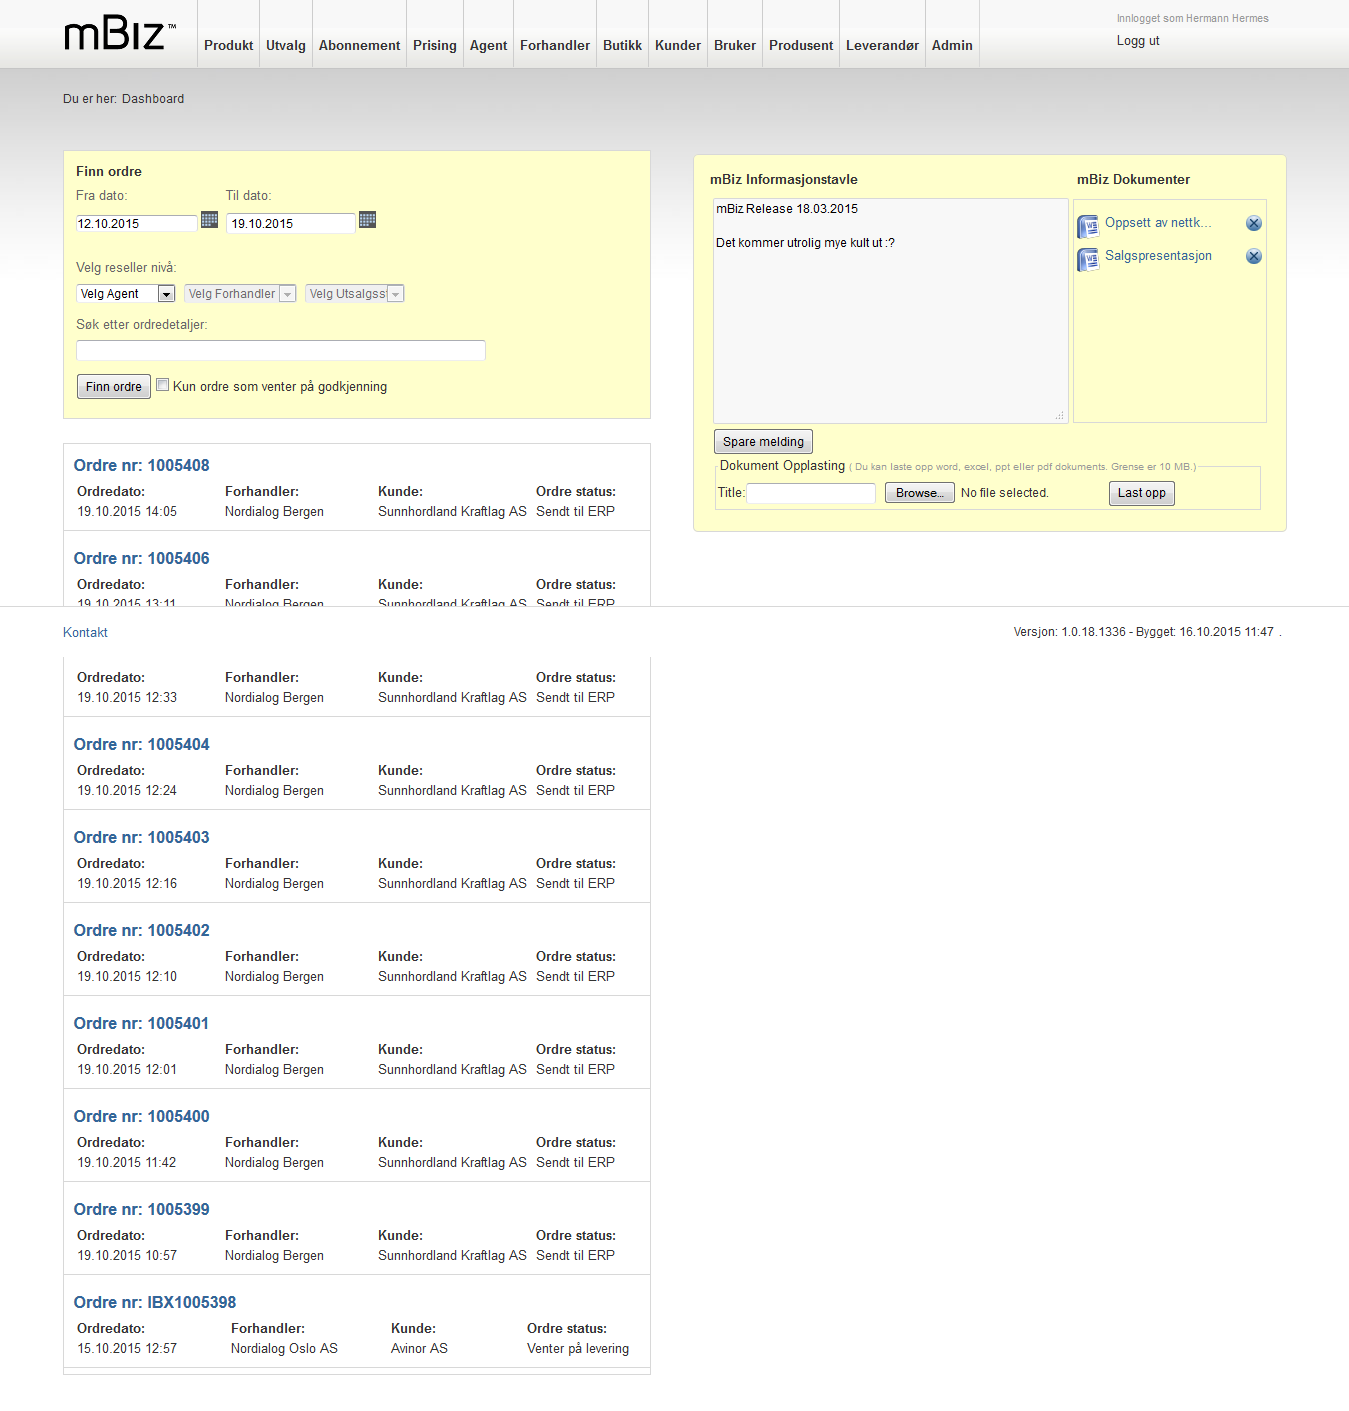 mBiz™
Produkt Utvalg Abonnement Prising Agent Forhandler Butikk Kunder Bruker Produsent Leverandør Admin
Innlogget som Hermann Hermes
Logg ut
Du er her: Dashboard
Finn ordre
Fra dato: Til dato:
12.10.2015 19.10.2015
Velg reseller nivå:
Velg Agent Velg Forhandler Velg Utsalgss
Søk etter ordredetaljer:
Finn ordre Kun ordre som venter på godkjenning
mBiz Informasjonstavle
mBiz Release 18.03.2015
Det kommer utrolig mye kult ut :?
mBiz Dokumenter
Oppsett av nettk...
Salgspresentasjon
Spare melding
Dokument Opplasting ( Du kan laste opp word, excel, ppt eller pdf dokuments. Grense er 10 MB.)
Title: Browse... No file selected. Last opp
Ordre nr: 1005408
Ordredato: Forhandler: Kunde: Ordre status:
19.10.2015 14:05 Nordialog Bergen Sunnhordland Kraftlag AS Sendt til ERP
Ordre nr: 1005406
Ordredato: Forhandler: Kunde: Ordre status:
19.10.2015 13:11 Nordialog Bergen Sunnhordland Kraftlag AS Sendt til ERP
Kontakt Versjon: 1.0.18.1336 - Bygget: 16.10.2015 11:47 .
Ordredato: Forhandler: Kunde: Ordre status:
19.10.2015 12:33 Nordialog Bergen Sunnhordland Kraftlag AS Sendt til ERP
Ordre nr: 1005404
Ordredato: Forhandler: Kunde: Ordre status:
19.10.2015 12:24 Nordialog Bergen Sunnhordland Kraftlag AS Sendt til ERP
Ordre nr: 1005403
Ordredato: Forhandler: Kunde: Ordre status:
19.10.2015 12:16 Nordialog Bergen Sunnhordland Kraftlag AS Sendt til ERP
Ordre nr: 1005402
Ordredato: Forhandler: Kunde: Ordre status:
19.10.2015 12:10 Nordialog Bergen Sunnhordland Kraftlag AS Sendt til ERP
Ordre nr: 1005401
Ordredato: Forhandler: Kunde: Ordre status:
19.10.2015 12:01 Nordialog Bergen Sunnhordland Kraftlag AS Sendt til ERP
Ordre nr: 1005400
Ordredato: Forhandler: Kunde: Ordre status:
19.10.2015 11:42 Nordialog Bergen Sunnhordland Kraftlag AS Sendt til ERP
Ordre nr: 1005399
Ordredato: Forhandler: Kunde: Ordre status:
19.10.2015 10:57 Nordialog Bergen Sunnhordland Kraftlag AS Sendt til ERP
Ordre nr: IBX1005398
Ordredato: Forhandler: Kunde: Ordre status:
15.10.2015 12:57 Nordialog Oslo AS Avinor AS Venter på levering